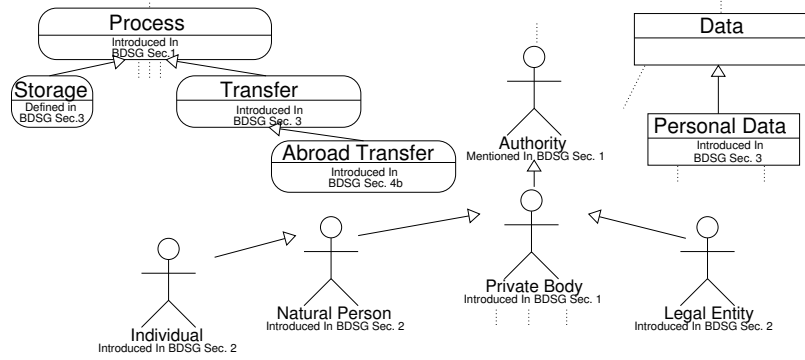 Process
Introduced In
BDSG Sec.1
Storage
Defined in
BDSG Sec.3
Transfer
Introduced In
BDSG Sec. 3
Abroad Transfer
Introduced In
BDSG Sec. 4b
Authority
Mentioned In BDSG Sec. 1
Data
Personal Data
Introduced In
BDSG Sec. 3
Individual
Introduced In BDSG Sec. 2
Natural Person
Introduced In BDSG Sec. 2
Private Body
Introduced In BDSG Sec. 1
Legal Entity
Introduced In BDSG Sec. 2